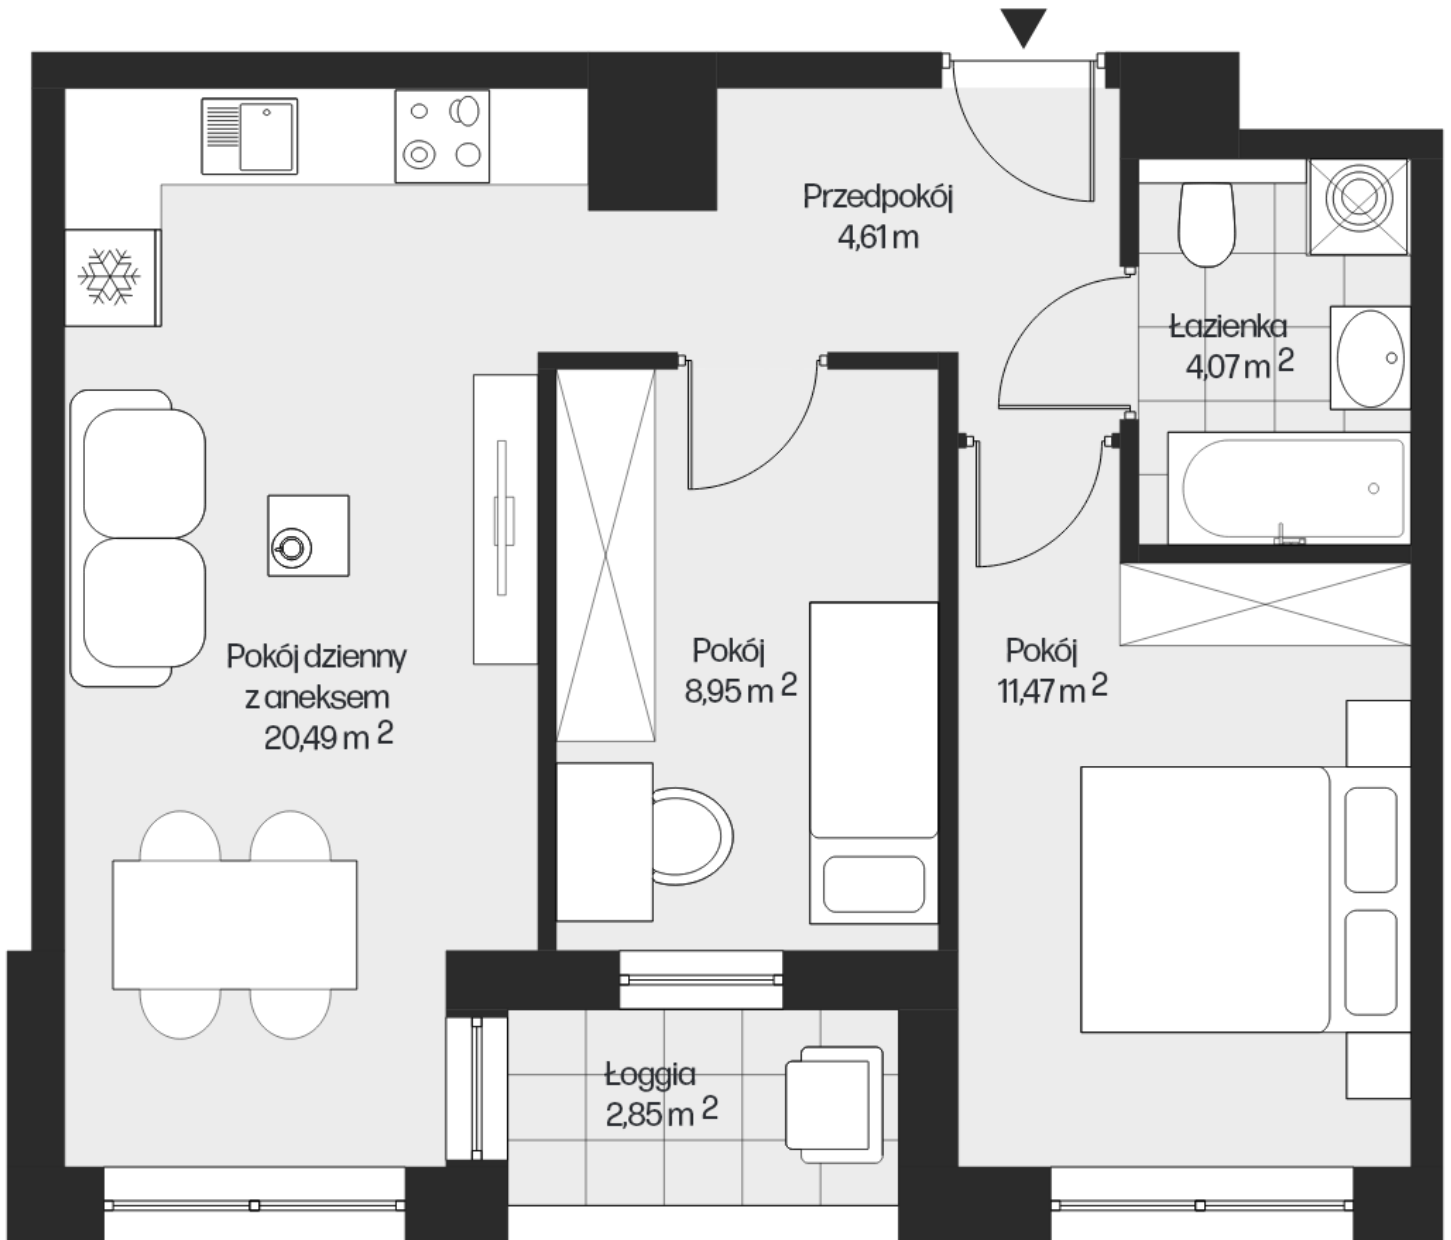 Przedpokój
4,61 m
Łazienka
4,07 m 2
Pokój dzienny
z aneksem
20,49 m 2
Pokój
8,95 m 2
Pokój
11,47 m 2
Łoggia
2,85 m 2